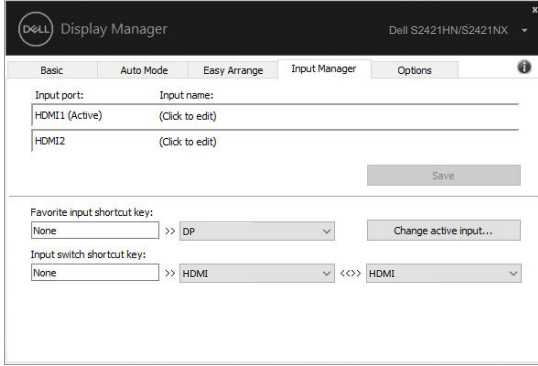 DELL Display Manager Dell S2421HN/S2421NX
x
Basic Auto Mode Easy Arrange Input Manager Options i
Input port: Input name:
HDMI1 (Active) (Click to edit)
HDMI2 (Click to edit)
Save
Favorite input shortcut key:
None >> DP Change active input...
Input switch shortcut key:
None >> HDMI <<>> HDMI